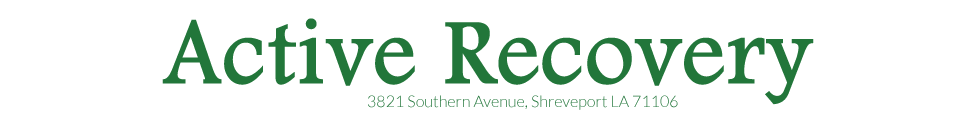 Active Recovery
3821 Southern Avenue, Shreveport LA 71106